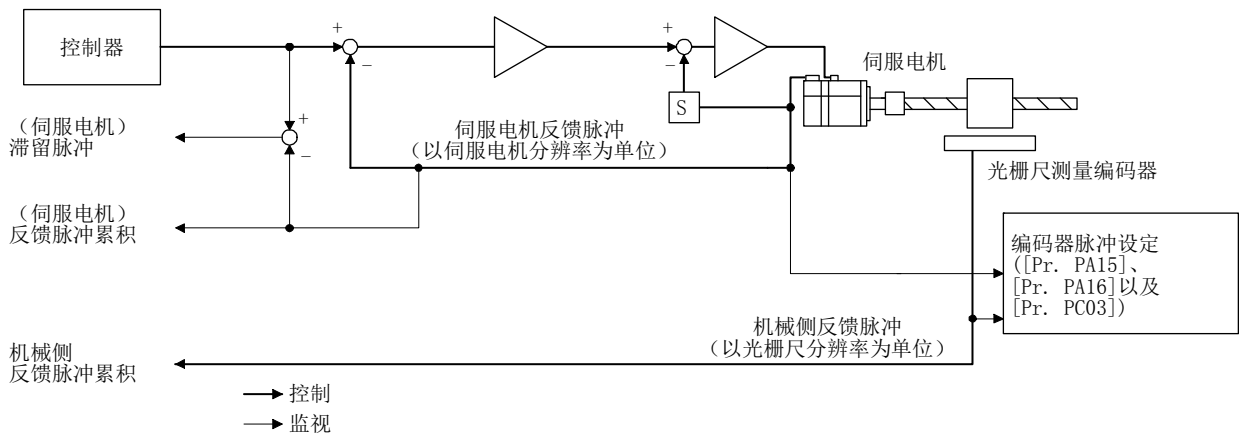 控制器
+
−
+
−
S
伺服电机
(伺服电机)
滞留脉冲
+
−
伺服电机反馈脉冲
(以伺服电机分辨率为单位)
光栅尺测量编码器
(伺服电机)
反馈脉冲累积
编码器脉冲设定
([Pr. PA15]、
[Pr. PA16]以及
[Pr. PC03])
机械侧反馈脉冲
(以光栅尺分辨率为单位)
机械侧
反馈脉冲累积
控制
监视